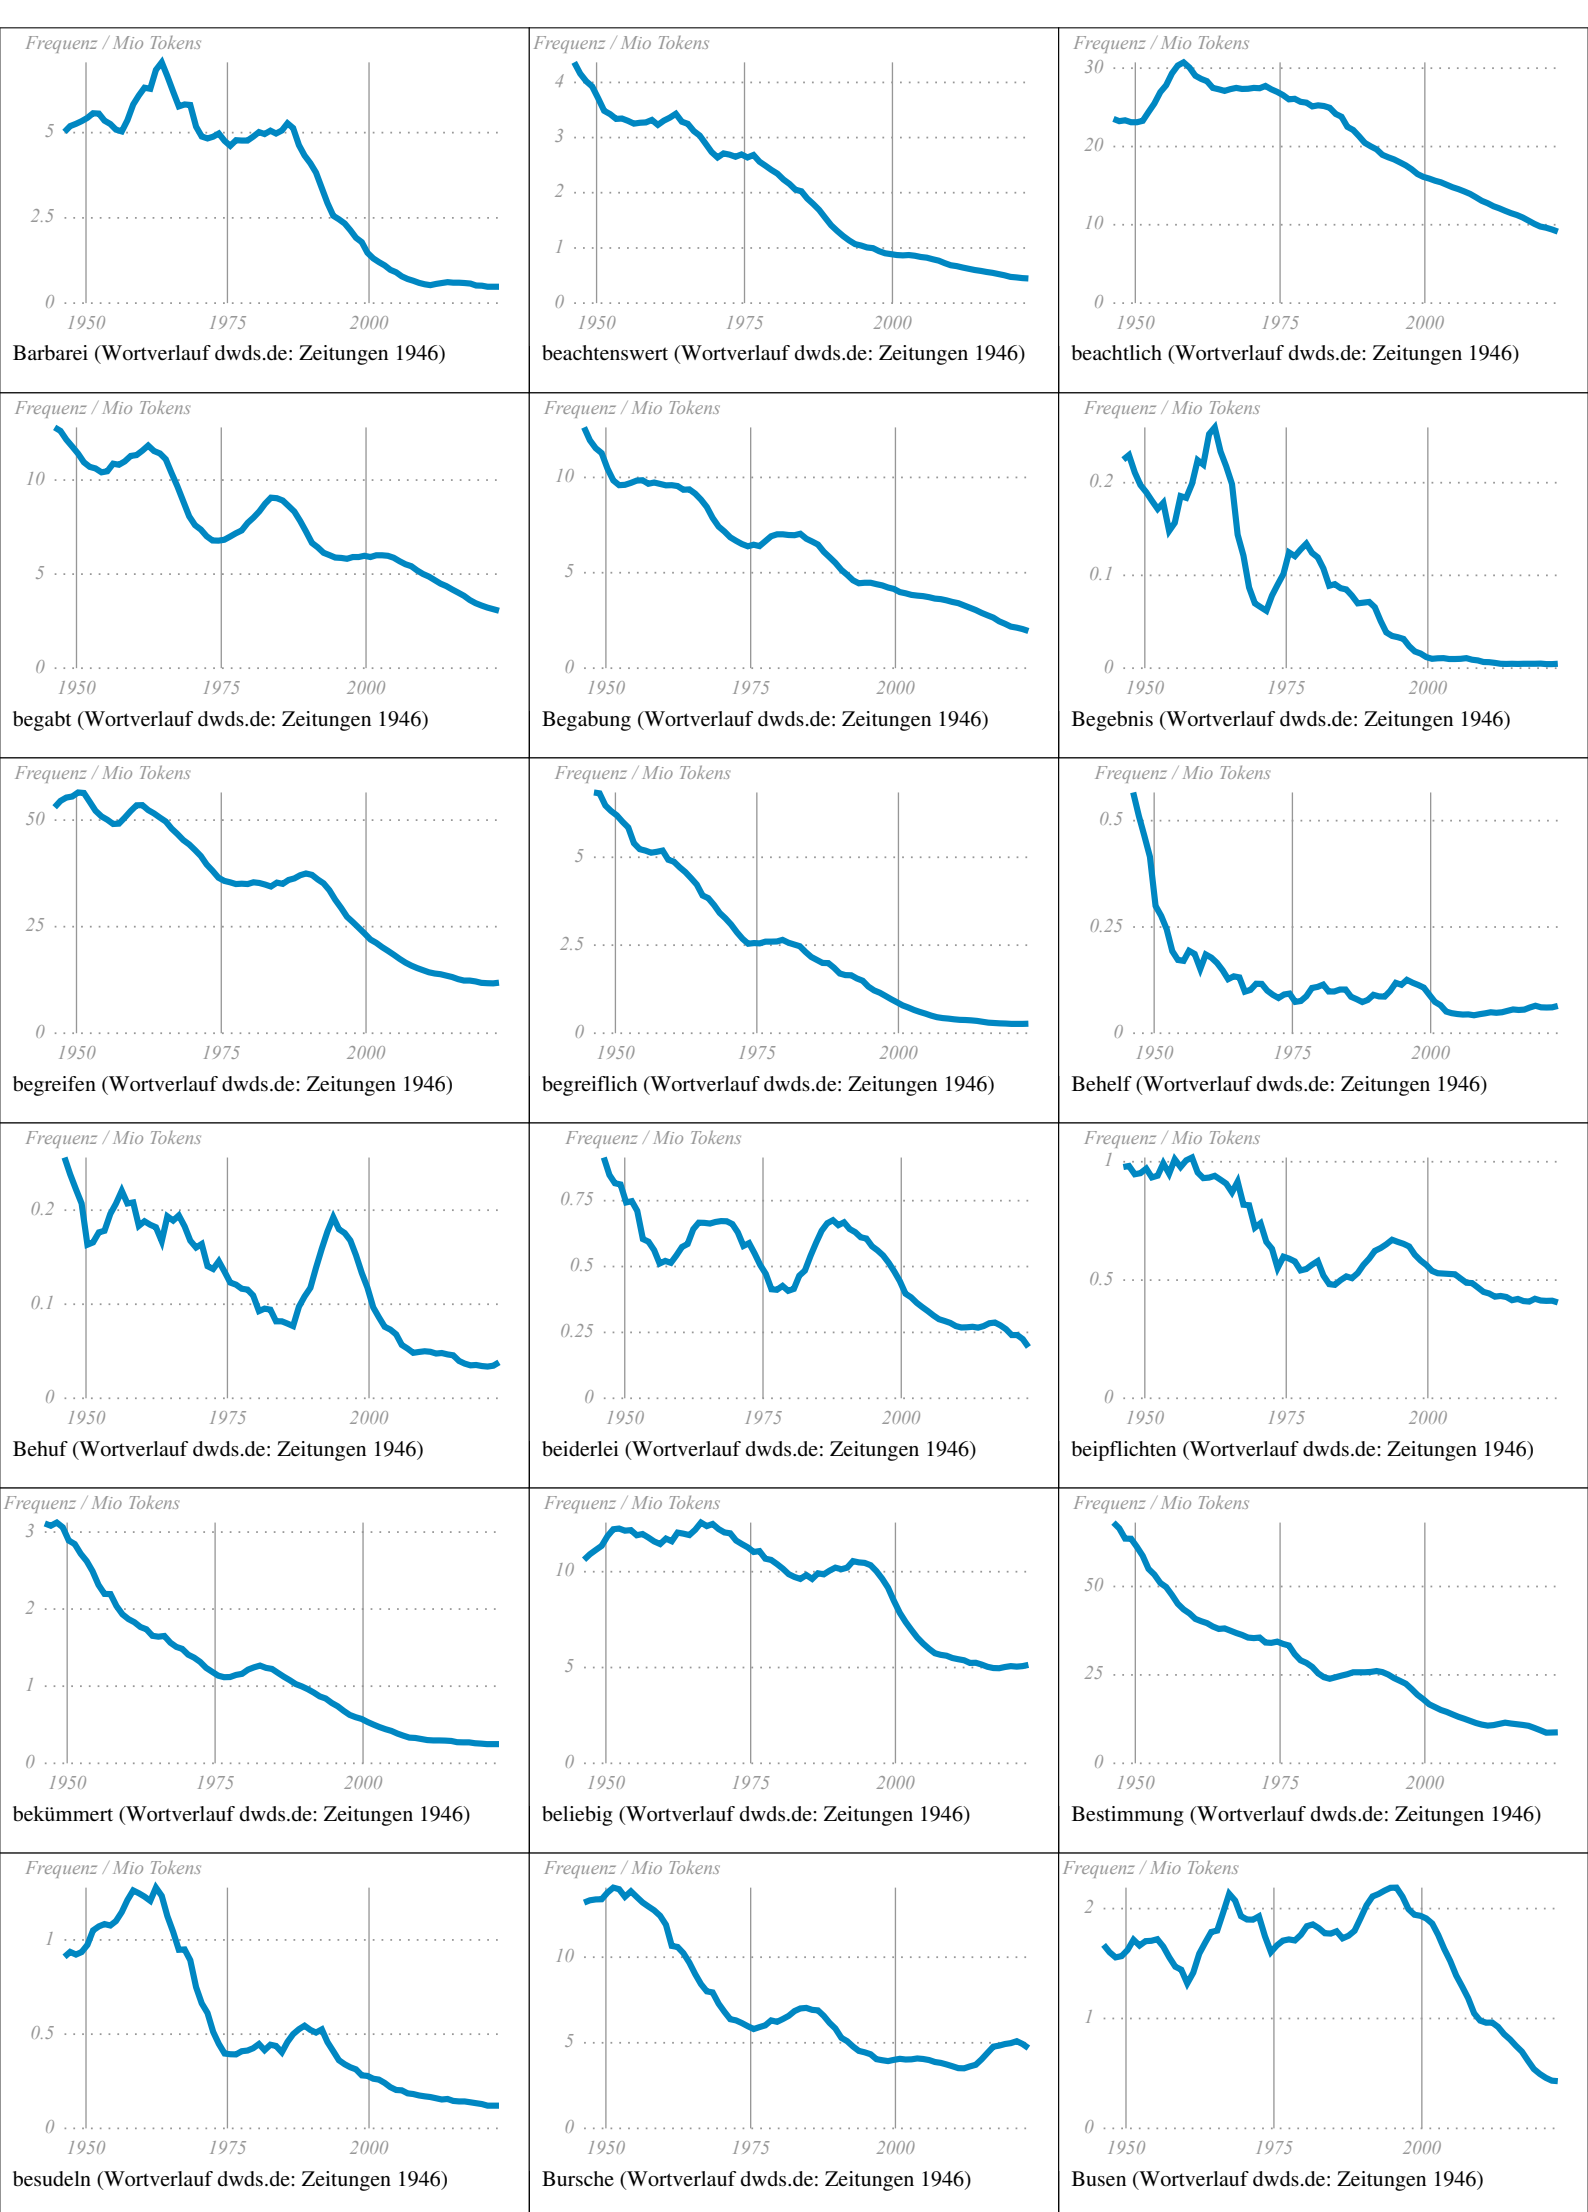 Frequenz / Mio Tokens
5
2.5
0
1950 1975 2000
Barbarei (Wortverlauf dwds.de: Zeitungen 1946)
Frequenz / Mio Tokens
4
3
2
1
0
1950 1975 2000
beachtenswert (Wortverlauf dwds.de: Zeitungen 1946)
Frequenz / Mio Tokens
30
20
10
0
1950 1975 2000
beachtlich (Wortverlauf dwds.de: Zeitungen 1946)
Frequenz / Mio Tokens
10
5
0
1950 1975 2000
begabt (Wortverlauf dwds.de: Zeitungen 1946)
Frequenz / Mio Tokens
10
5
0
1950 1975 2000
Begabung (Wortverlauf dwds.de: Zeitungen 1946)
Frequenz / Mio Tokens
0.2
0.1
0
1950 1975 2000
Begebnis (Wortverlauf dwds.de: Zeitungen 1946)
Frequenz / Mio Tokens
50
25
0
1950 1975 2000
begreifen (Wortverlauf dwds.de: Zeitungen 1946)
Frequenz / Mio Tokens
5
2.5
0
1950 1975 2000
begreiflich (Wortverlauf dwds.de: Zeitungen 1946)
Frequenz / Mio Tokens
0.5
0.25
0
1950 1975 2000
Behelf (Wortverlauf dwds.de: Zeitungen 1946)
Frequenz / Mio Tokens
0.2
0.1
0
1950 1975 2000
Behuf (Wortverlauf dwds.de: Zeitungen 1946)
Frequenz / Mio Tokens
0.75
0.5
0.25
0
1950 1975 2000
beiderlei (Wortverlauf dwds.de: Zeitungen 1946)
Frequenz / Mio Tokens
1
0.5
0
1950 1975 2000
beipflichten (Wortverlauf dwds.de: Zeitungen 1946)
Frequenz / Mio Tokens
3
2
1
0
1950 1975 2000
bekümmert (Wortverlauf dwds.de: Zeitungen 1946)
Frequenz / Mio Tokens
10
5
0
1950 1975 2000
beliebig (Wortverlauf dwds.de: Zeitungen 1946)
Frequenz / Mio Tokens
50
25
0
1950 1975 2000
Bestimmung (Wortverlauf dwds.de: Zeitungen 1946)
Frequenz / Mio Tokens
1
0.5
0
1950 1975 2000
besudeln (Wortverlauf dwds.de: Zeitungen 1946)
Frequenz / Mio Tokens
10
5
0
1950 1975 2000
Bursche (Wortverlauf dwds.de: Zeitungen 1946)
Frequenz / Mio Tokens
2
1
0
1950 1975 2000
Busen (Wortverlauf dwds.de: Zeitungen 1946)